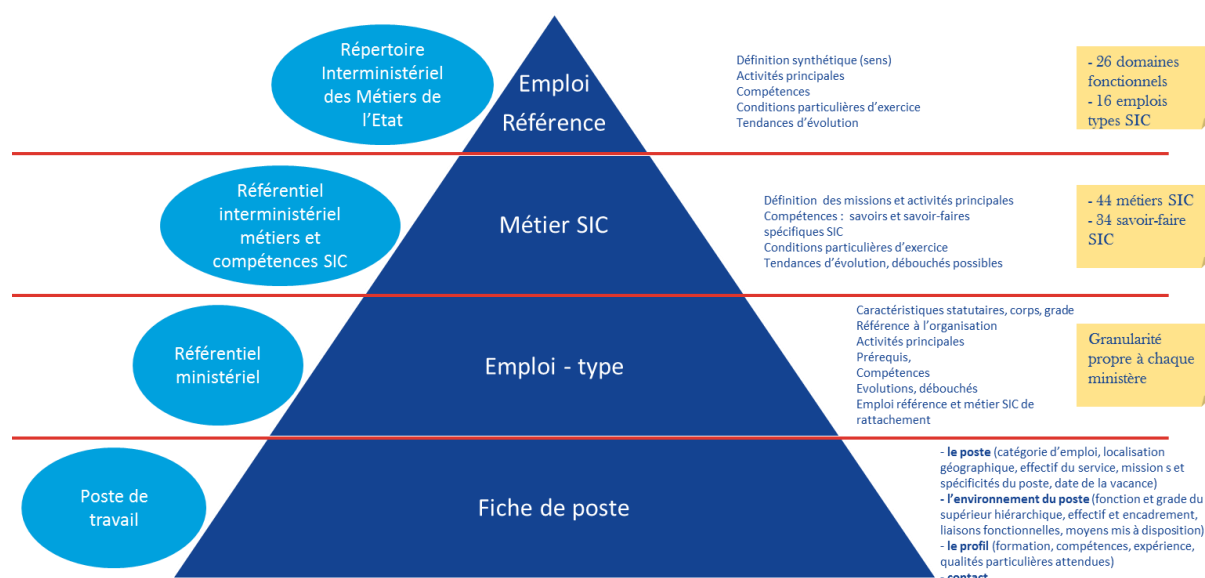 Répertoire
Interministériel
des Métiers de
l'Etat
Emploi
Référence
Définition synthétique (sens)
Activités principales
Compétences
Conditions particulières d'exercice
Tendances d'évolution
- 26 domaines
fonctionnels
- 16 emplois
types SIC
Référentiel
interministériel
métiers et
compétences SIC
Métier SIC
Définition des missions et activités principales
Compétences : savoirs et savoir-faires
spécifiques SIC
Conditions particulières d'exercice
Tendances d'évolution, débouchés possibles
- 44 métiers SIC
- 34 savoir-faire
SIC
Référentiel
ministériel
Emploi - type
Caractéristiques statutaires, corps, grade
Référence à l'organisation
Activités principales
Prérequis,
Compétences
Evolutions, débouchés
Emploi référence et métier SIC de
rattachement
Granularité
propre à chaque
ministère
Poste de
travail
Fiche de poste
- le poste (catégorie d'emploi, localisation
géographique, effectif du service, mission s et
spécificités du poste, date de la vacance)
- l'environnement du poste (fonction et grade du
supérieur hiérarchique, effectif et encadrement,
liaisons fonctionnelles, moyens mis à disposition)
- le profil (formation, compétences, expérience,
qualités particulières attendues)
- contact